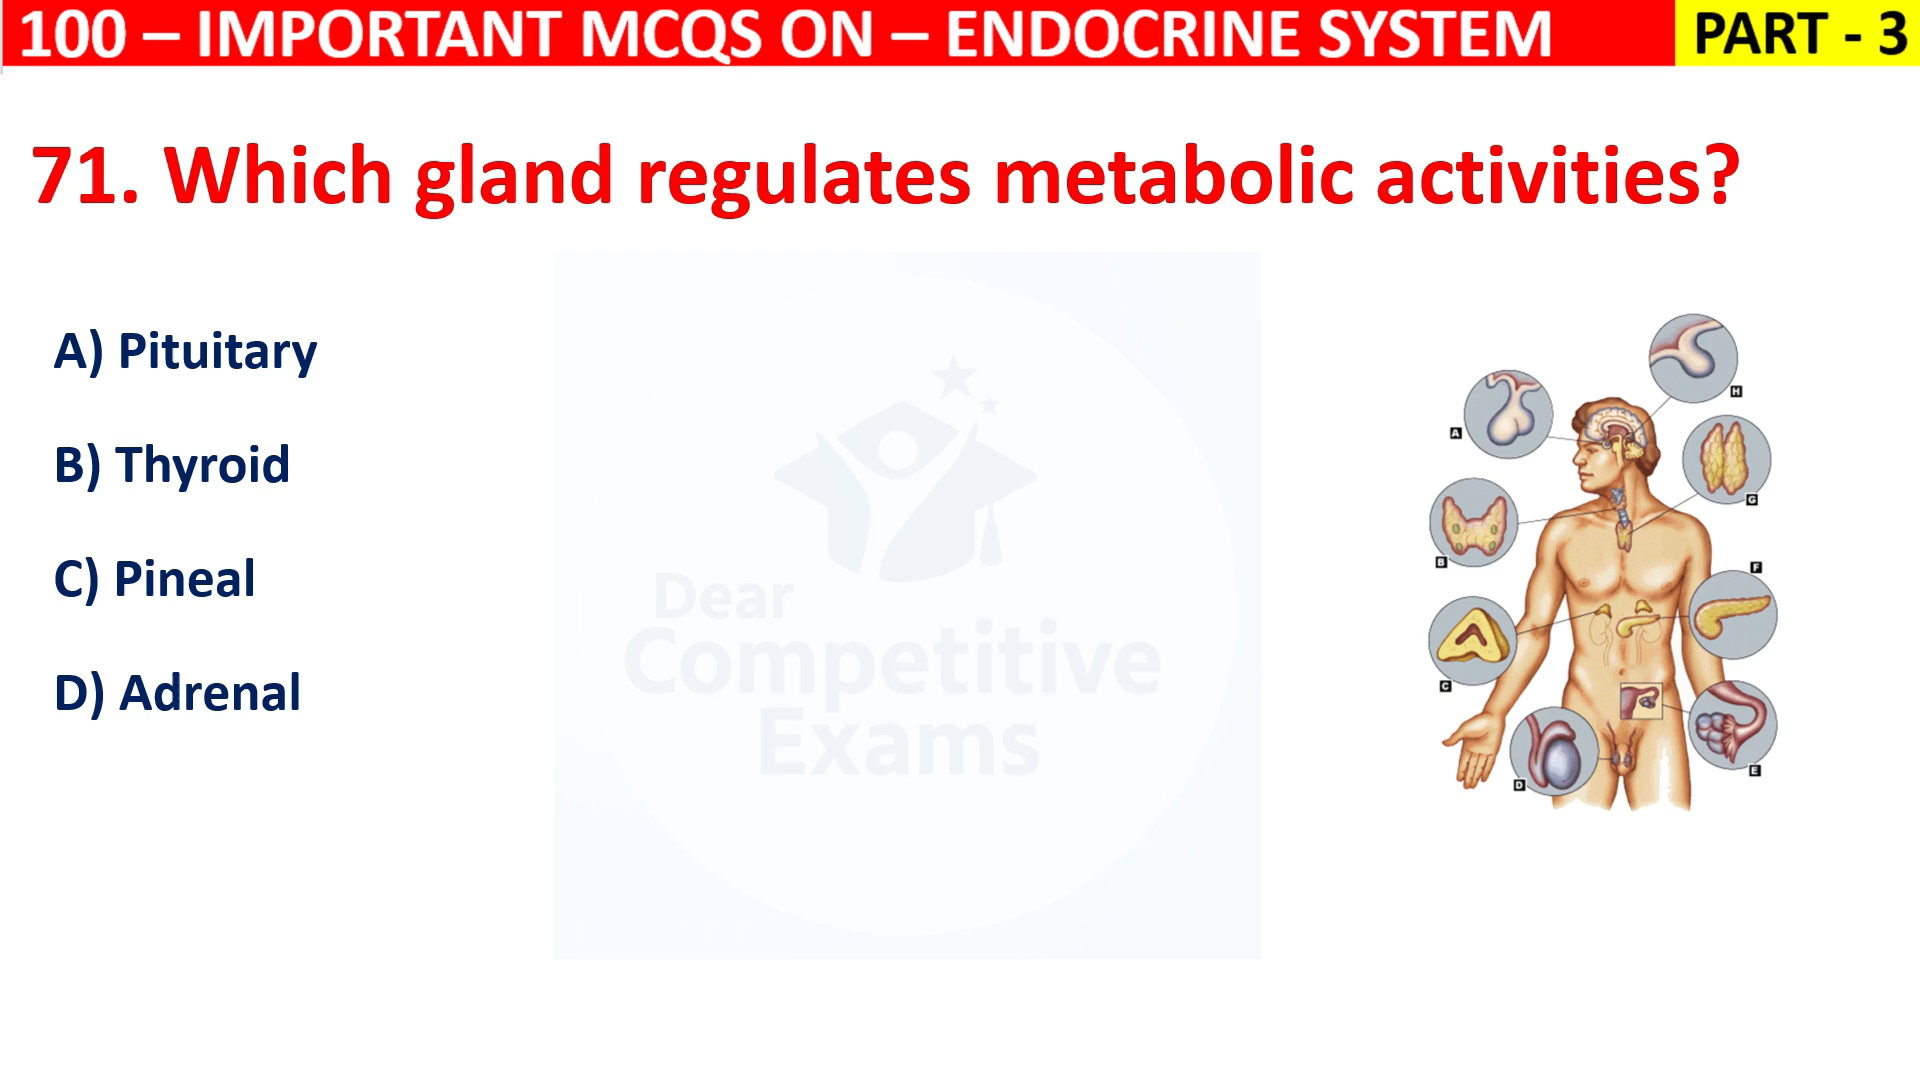 100 – IMPORTANT MCQS ON – ENDOCRINE SYSTEM
PART - 3
71. Which gland regulates metabolic activities?
A) Pituitary
B) Thyroid
C) Pineal
D) Adrenal
Dear
Competitive
Exams
H
A
G
B
F
C
E
D